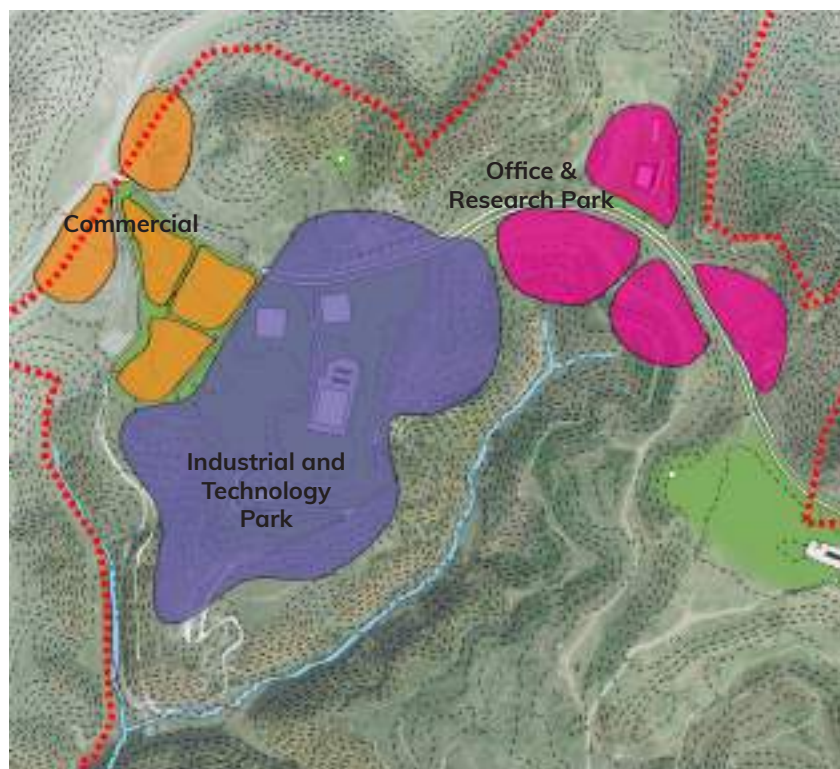 Office &
Research Park
Commercial
Industrial and
Technology
Park